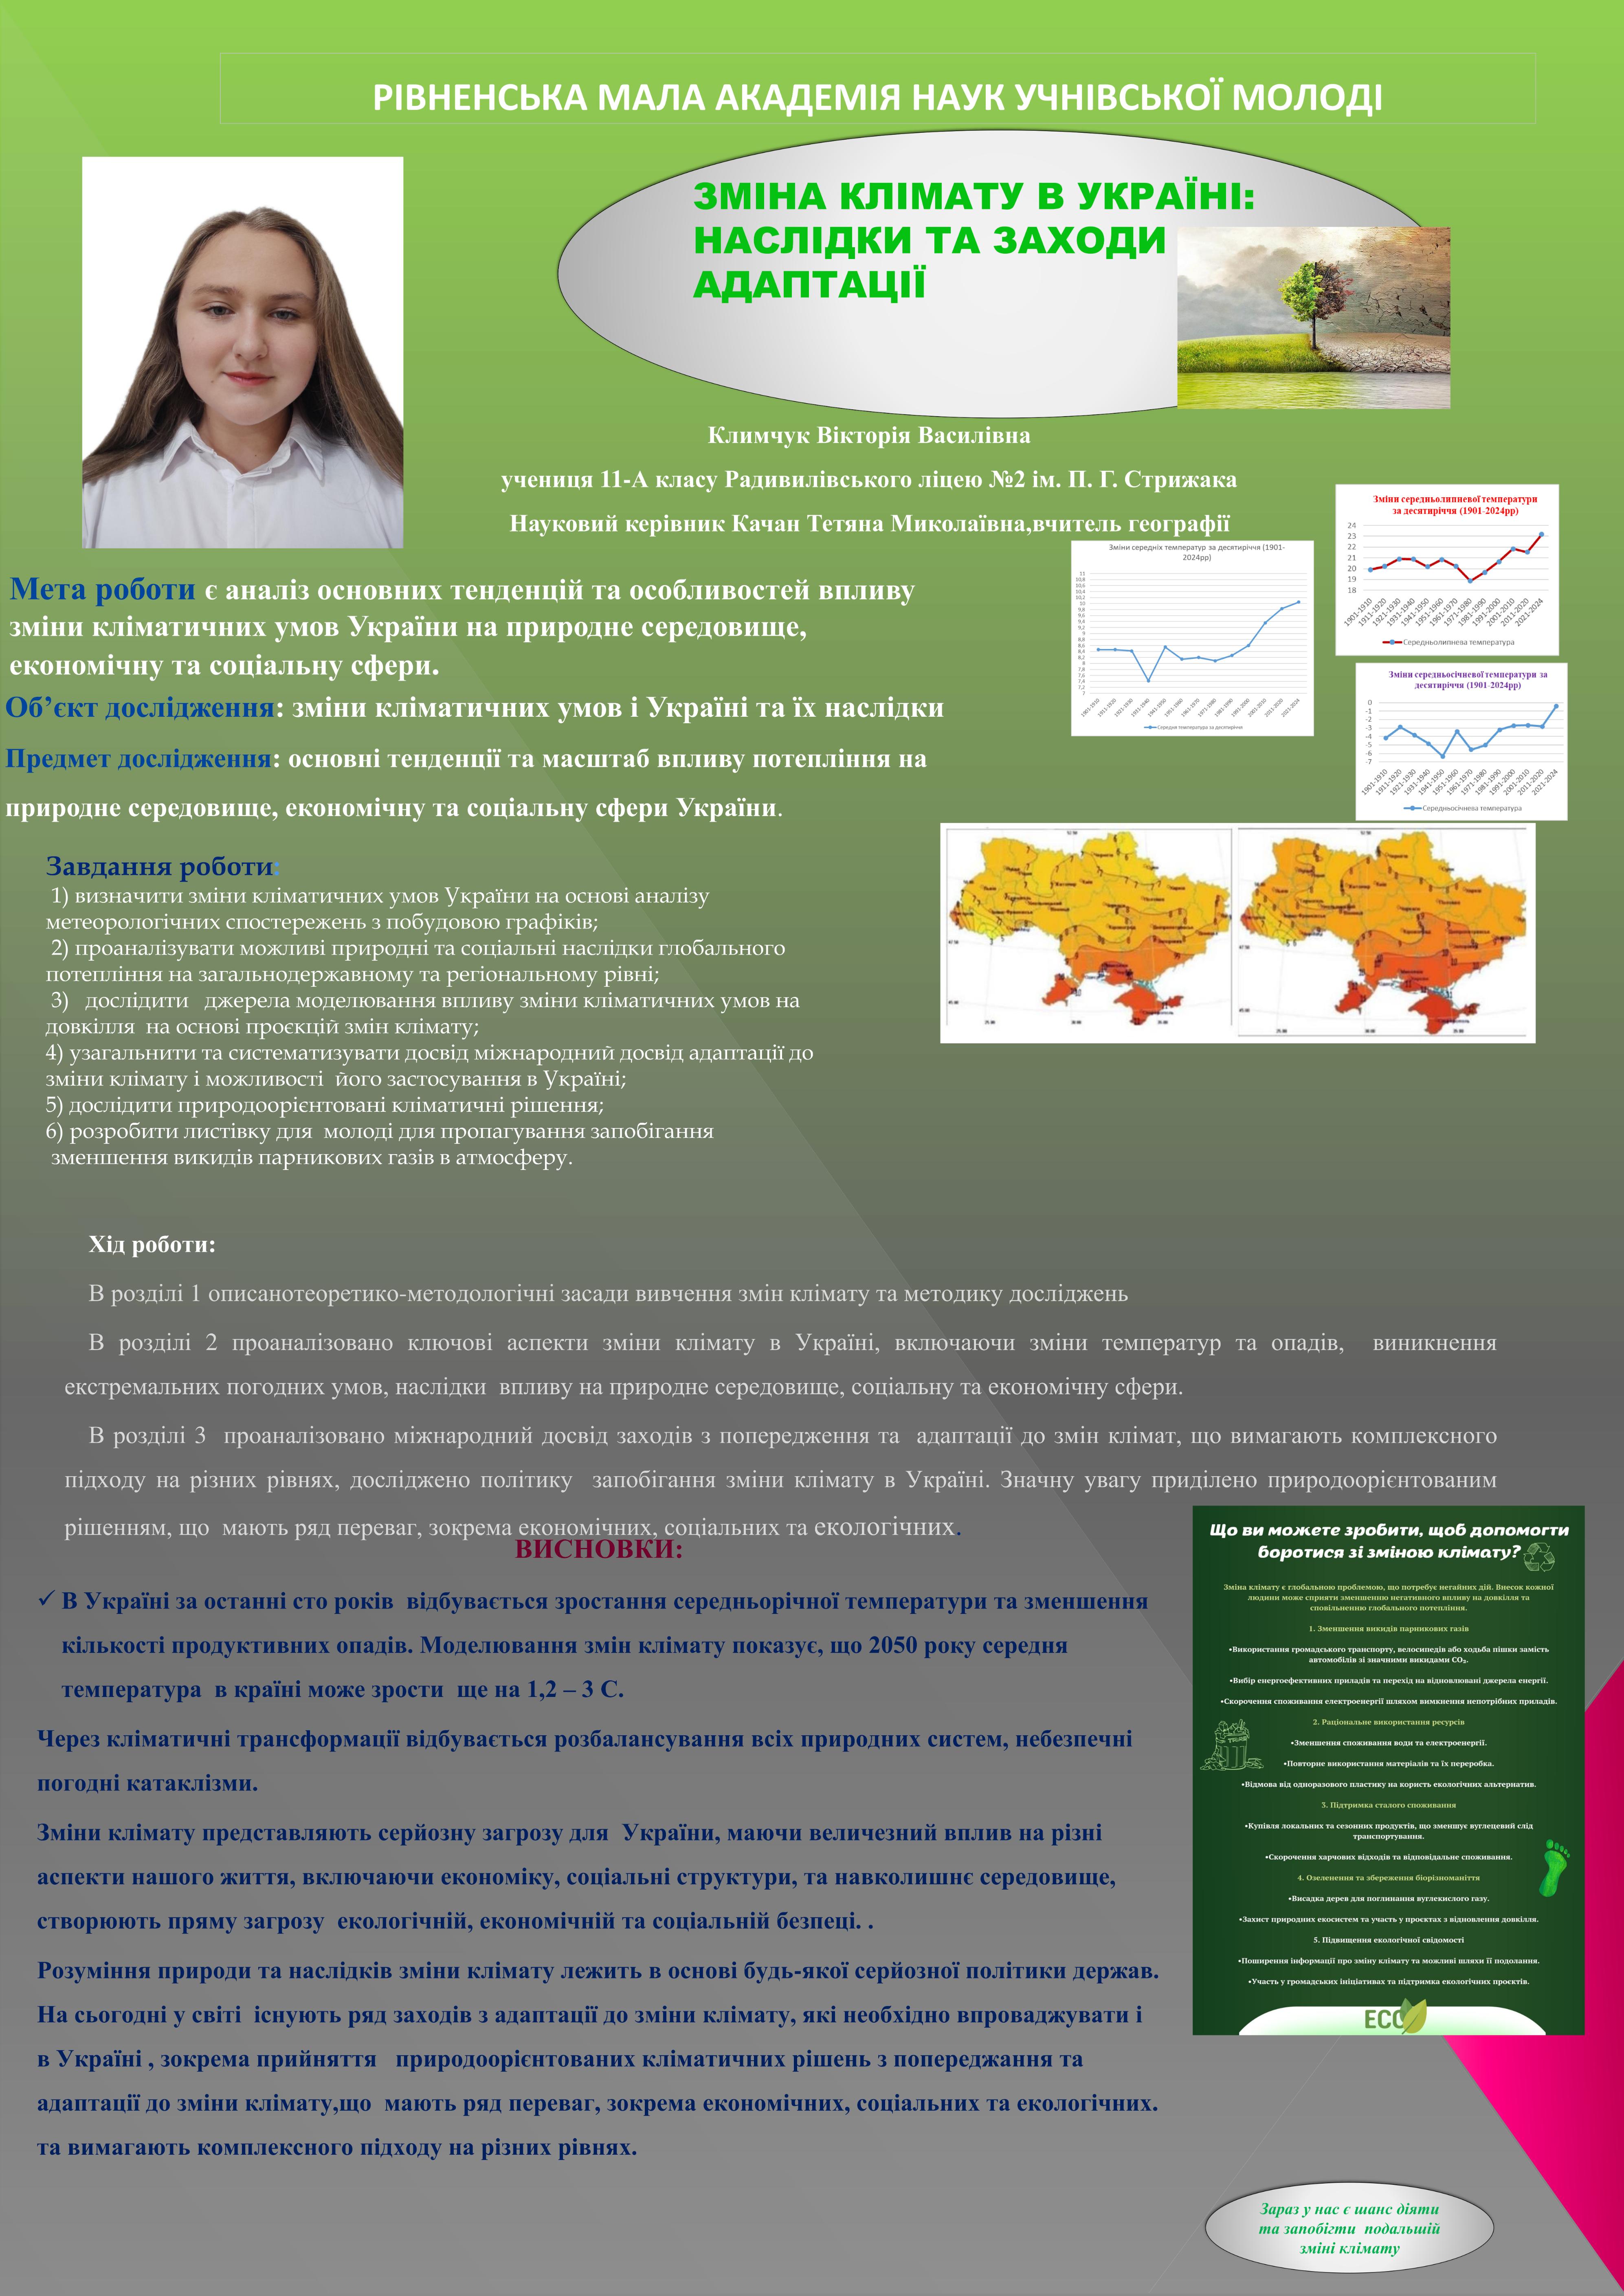 РІВНЕНСЬКА МАЛА АКАДЕМІЯ НАУК УЧНІВСЬКОЇ МОЛОДІ
ЗМІНА КЛІМАТУ В УКРАЇНІ:
НАСЛІДКИ ТА ЗАХОДИ
АДАПТАЦІЇ
Климчук Вікторія Василівна
учениця 11-А класу Радивилівського ліцею №2 ім. П. Г. Стрижака
Науковий керівник Качан Тетяна Миколаївна,вчитель географії
Зміни середньолипневої температури
за десятиріччя (1901-2024рр)
24
23
22
21
20
19
18
1901-1910
1911-1920
1921-1930
1931-1940
1941-1950
1951-1960
1961-1970
1971-1980
1981-1990
1991-2000
2001-2010
2011-2020
2021-2024
Середньолипнева температура
Зміни середніх температур за десятиріччя (1901-
2024рр)
11
10,8
10,6
10,4
10,2
10
9,8
9,6
9,4
9,2
9
8,8
8,6
8,4
8,2
8
7,8
7,6
7,4
7,2
7
1901-1910
1911-1920
1921-1930
1931-1940
1941-1950
1951-1960
1961-1970
1971-1980
1981-1990
1991-2000
2001-2010
2011-2020
2021-2024
Середня температура за десятиріччя
Зміни середньосічневої температури за
десятиріччя (1901-2024рр)
0
-1
-2
-3
-4
-5
-6
-7
1901-1910
1911-1920
1921-1930
1931-1940
1941-1950
1951-1960
1961-1970
1971-1980
1981-1990
1991-2000
2001-2010
2011-2020
2021-2024
Середньосічнева температура
Мета роботи є аналіз основних тенденцій та особливостей впливу
зміни кліматичних умов України на природне середовище,
економічну та соціальну сфери.
Об’єкт дослідження: зміни кліматичних умов і Україні та їх наслідки
Предмет дослідження: основні тенденції та масштаб впливу потепління на
природне середовище, економічну та соціальну сфери України.
Завдання роботи:
1) визначити зміни кліматичних умов України на основі аналізу
метеорологічних спостережень з побудовою графіків;
2) проаналізувати можливі природні та соціальні наслідки глобального
потепління на загальнодержавному та регіональному рівні;
3) дослідити джерела моделювання впливу зміни кліматичних умов на
довкілля на основі проєкцій змін клімату;
4) узагальнити та систематизувати досвід міжнародний досвід адаптації до
зміни клімату і можливості його застосування в Україні;
5) дослідити природоорієнтовані кліматичні рішення;
6) розробити листівку для молоді для пропагування запобігання
зменшення викидів парникових газів в атмосферу.
Хід роботи:
В розділі 1 описанотеоретико-методологічні засади вивчення змін клімату та методику досліджень
В розділі 2 проаналізовано ключові аспекти зміни клімату в Україні, включаючи зміни температур та опадів, виникнення
екстремальних погодних умов, наслідки впливу на природне середовище, соціальну та економічну сфери.
В розділі 3 проаналізовано міжнародний досвід заходів з попередження та адаптації до змін клімат, що вимагають комплексного
підходу на різних рівнях, досліджено політику запобігання зміни клімату в Україні. Значну увагу приділено природоорієнтованим
рішенням, що мають ряд переваг, зокрема економічних, соціальних та екологічних.
ВИСНОВКИ:
✓ В Україні за останні сто років відбувається зростання середньорічної температури та зменшення
кількості продуктивних опадів. Моделювання змін клімату показує, що 2050 року середня
температура в країні може зрости ще на 1,2 – 3 С.
Через кліматичні трансформації відбувається розбалансування всіх природних систем, небезпечні
погодні катаклізми.
Зміни клімату представляють серйозну загрозу для України, маючи величезний вплив на різні
аспекти нашого життя, включаючи економіку, соціальні структури, та навколишнє середовище,
створюють пряму загрозу екологічній, економічній та соціальній безпеці. .
Розуміння природи та наслідків зміни клімату лежить в основі будь-якої серйозної політики держав.
На сьогодні у світі існують ряд заходів з адаптації до зміни клімату, які необхідно впроваджувати і
в Україні , зокрема прийняття природоорієнтованих кліматичних рішень з попереджання та
адаптації до зміни клімату,що мають ряд переваг, зокрема економічних, соціальних та екологічних.
та вимагають комплексного підходу на різних рівнях.
Що ви можете зробити, щоб допомогти
боротися зі зміною клімату?
Зміна клімату є глобальною проблемою, що потребує негайних дій. Внесок кожної
людини може сприяти зменшенню негативного впливу на довкілля та
сповільненню глобального потепління.
1. Зменшення викидів парникових газів
•Використання громадського транспорту, велосипедів або ходьба пішки замість
автомобілів зі значними викидами CO₂.
•Вибір енергоефективних приладів та перехід на відновлювані джерела енергії.
•Скорочення споживання електроенергії шляхом вимкнення непотрібних приладів.
2. Раціональне використання ресурсів
•Зменшення споживання води та електроенергії.
•Повторне використання матеріалів та їх переробка.
•Відмова від одноразового пластику на користь екологічних альтернатив.
3. Підтримка сталого споживання
•Купівля локальних та сезонних продуктів, що зменшує вуглецевий слід
транспортування.
•Скорочення харчових відходів та відповідальне споживання.
4. Озеленення та збереження біорізноманіття
•Висадка дерев для поглинання вуглекислого газу.
•Захист природних екосистем та участь у проєктах з відновлення довкілля.
5. Підвищення екологічної свідомості
•Поширення інформації про зміну клімату та можливі шляхи її подолання.
•Участь у громадських ініціативах та підтримка екологічних проєктів.
ECO
Зараз у нас є шанс діяти
та запобігти подальшій
зміні клімату